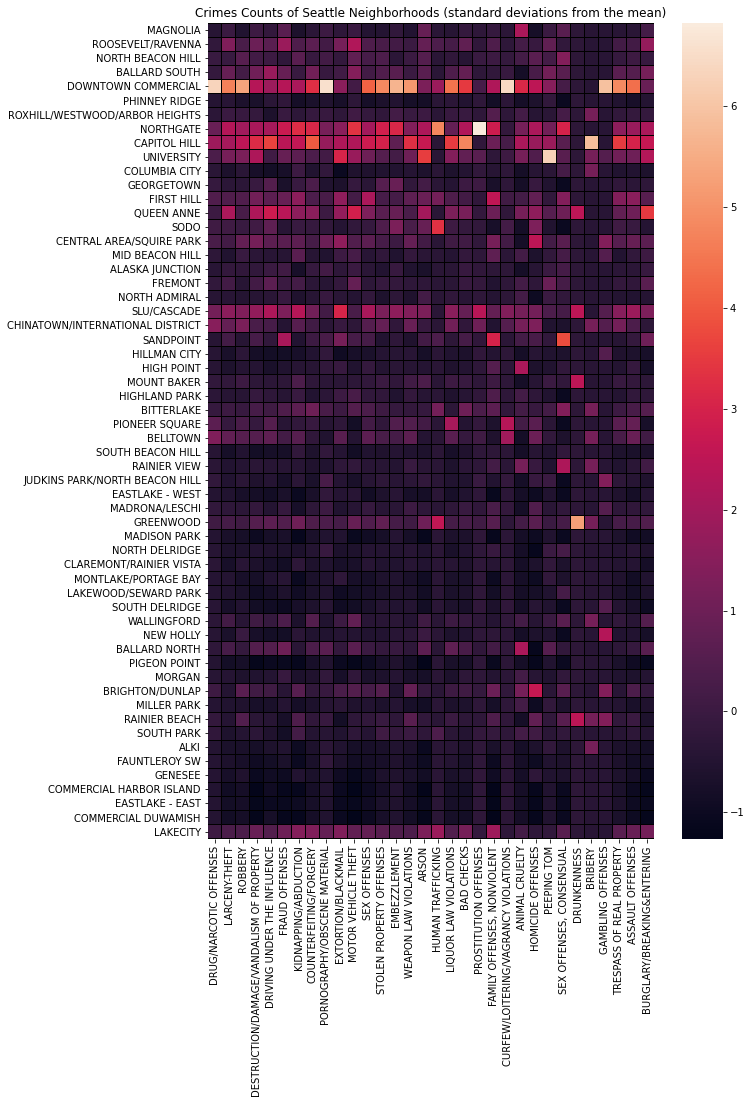 Crimes Counts of Seattle Neighborhoods (standard deviations from the mean)
MAGNOLIA
ROOSEVELT/RAVENNA
NORTH BEACON HILL
BALLARD SOUTH
DOWNTOWN COMMERCIAL
PHINNEY RIDGE
ROXHILL/WESTWOOD/ARBOR HEIGHTS
NORTHGATE
CAPITOL HILL
UNIVERSITY
COLUMBIA CITY
GEORGETOWN
FIRST HILL
QUEEN ANNE
SODO
CENTRAL AREA/SQUIRE PARK
MID BEACON HILL
ALASKA JUNCTION
FREMONT
NORTH ADMIRAL
SLU/CASCADE
CHINATOWN/INTERNATIONAL DISTRICT
SANDPOINT
HILLMAN CITY
HIGH POINT
MOUNT BAKER
HIGHLAND PARK
BITTERLAKE
PIONEER SQUARE
BELLTOWN
SOUTH BEACON HILL
RAINIER VIEW
JUDKINS PARK/NORTH BEACON HILL
EASTLAKE - WEST
MADRONA/LESCHI
GREENWOOD
MADISON PARK
NORTH DELRIDGE
CLAREMONT/RAINIER VISTA
MONTLAKE/PORTAGE BAY
LAKEWOOD/SEWARD PARK
SOUTH DELRIDGE
WALLINGFORD
NEW HOLLY
BALLARD NORTH
PIGEON POINT
MORGAN
BRIGHTON/DUNLAP
MILLER PARK
RAINIER BEACH
SOUTH PARK
ALKI
FAUNTLEROY SW
GENESEE
COMMERCIAL HARBOR ISLAND
EASTLAKE - EAST
COMMERCIAL DUWAMISH
LAKECITY
DRUG/NARCOTIC OFFENSES
LARCENY-THEFT
ROBBERY
DESTRUCTION/DAMAGE/VANDALISM OF PROPERTY
DRIVING UNDER THE INFLUENCE
FRAUD OFFENSES
KIDNAPPING/ABDUCTION
COUNTERFEITING/FORGERY
PORNOGRAPHY/OBSCENE MATERIAL
EXTORTION/BLACKMAIL
MOTOR VEHICLE THEFT
SEX OFFENSES
STOLEN PROPERTY OFFENSES
EMBEZZLEMENT
WEAPON LAW VIOLATIONS
ARSON
HUMAN TRAFFICKING
LIQUOR LAW VIOLATIONS
BAD CHECKS
PROSTITUTION OFFENSES
FAMILY OFFENSES, NONVIOLENT
CURFEW/LOITERING/VAGRANCY VIOLATIONS
ANIMAL CRUELTY
HOMICIDE OFFENSES
PEEPING TOM
SEX OFFENSES, CONSENSUAL
DRUNKENNESS
BRIBERY
GAMBLING OFFENSES
TRESPASS OF REAL PROPERTY
ASSAULT OFFENSES
BURGLARY/BREAKING&ENTERING
6
5
4
3
2
1
0
−1